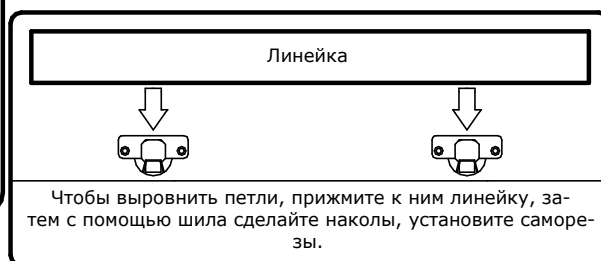 Линейка
Чтобы выровнить петли, прижмите к ним линейку, за-
тем с помощью шила сделайте наколы, установите саморе-
зы.